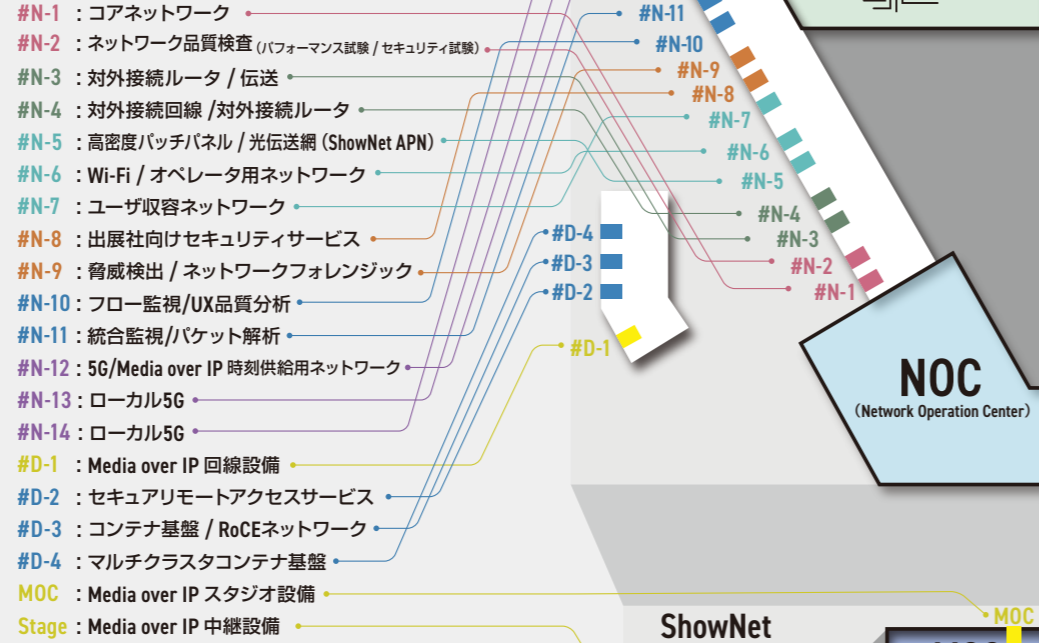 #N-1 : コアネットワーク
#N-2 : ネットワーク品質検査 (パフォーマンス試験 / セキュリティ試験)
#N-3 : 対外接続ルータ / 伝送
#N-4 : 対外接続回線 /対外接続ルータ
#N-5 : 高密度パッチパネル / 光伝送網 (ShowNet APN)
#N-6 : Wi-Fi / オペレータ用ネットワーク
#N-7 : ユーザ収容ネットワーク
#N-8 : 出展社向けセキュリティサービス
#N-9 : 脅威検出 / ネットワークフォレンジック
#N-10 : フロー監視/UX品質分析
#N-11 : 統合監視/パケット解析
#N-12 : 5G/Media over IP 時刻供給用ネットワーク
#N-13 : ローカル5G
#N-14 : ローカル5G
#D-1 : Media over IP 回線設備
#D-2 : セキュアリモートアクセスサービス
#D-3 : コンテナ基盤 / RoCEネットワーク
#D-4 : マルチクラスタコンテナ基盤
MOC : Media over IP スタジオ設備
Stage : Media over IP 中継設備
#N-11
#N-10
#N-9
#N-8
#N-7
#N-6
#N-5
#N-4
#N-3
#N-2
#N-1
#D-4
#D-3
#D-2
#D-1
NOC
(Network Operation Center)
MOC
ShowNet